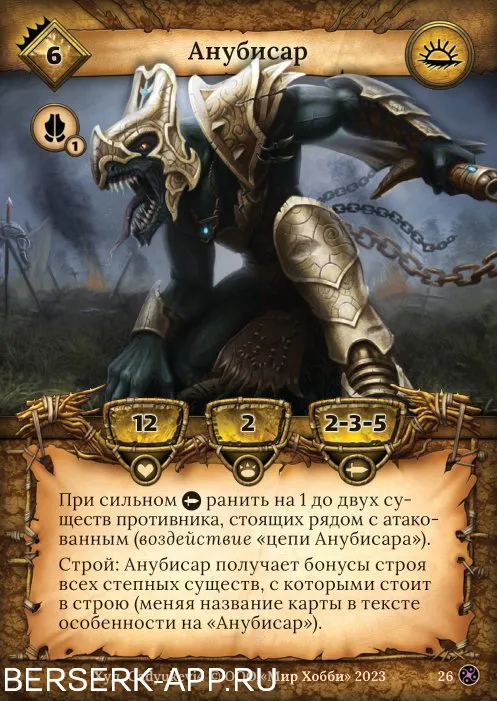 6
Анубисар
1
12
2
2-3-5
При сильном ранить на 1 до двух су-
ществ противника, стоящих рядом с атако-
ванным (воздействие «цепи Анубисара»).
Строй: Анубисар получает бонусы строя
всех степных существ, с которыми стоит
в строю (меняя название карты в тексте
особенности на «Анубисар»).
«Мир Хобби» 2023
26
BERSERK-APP.RU